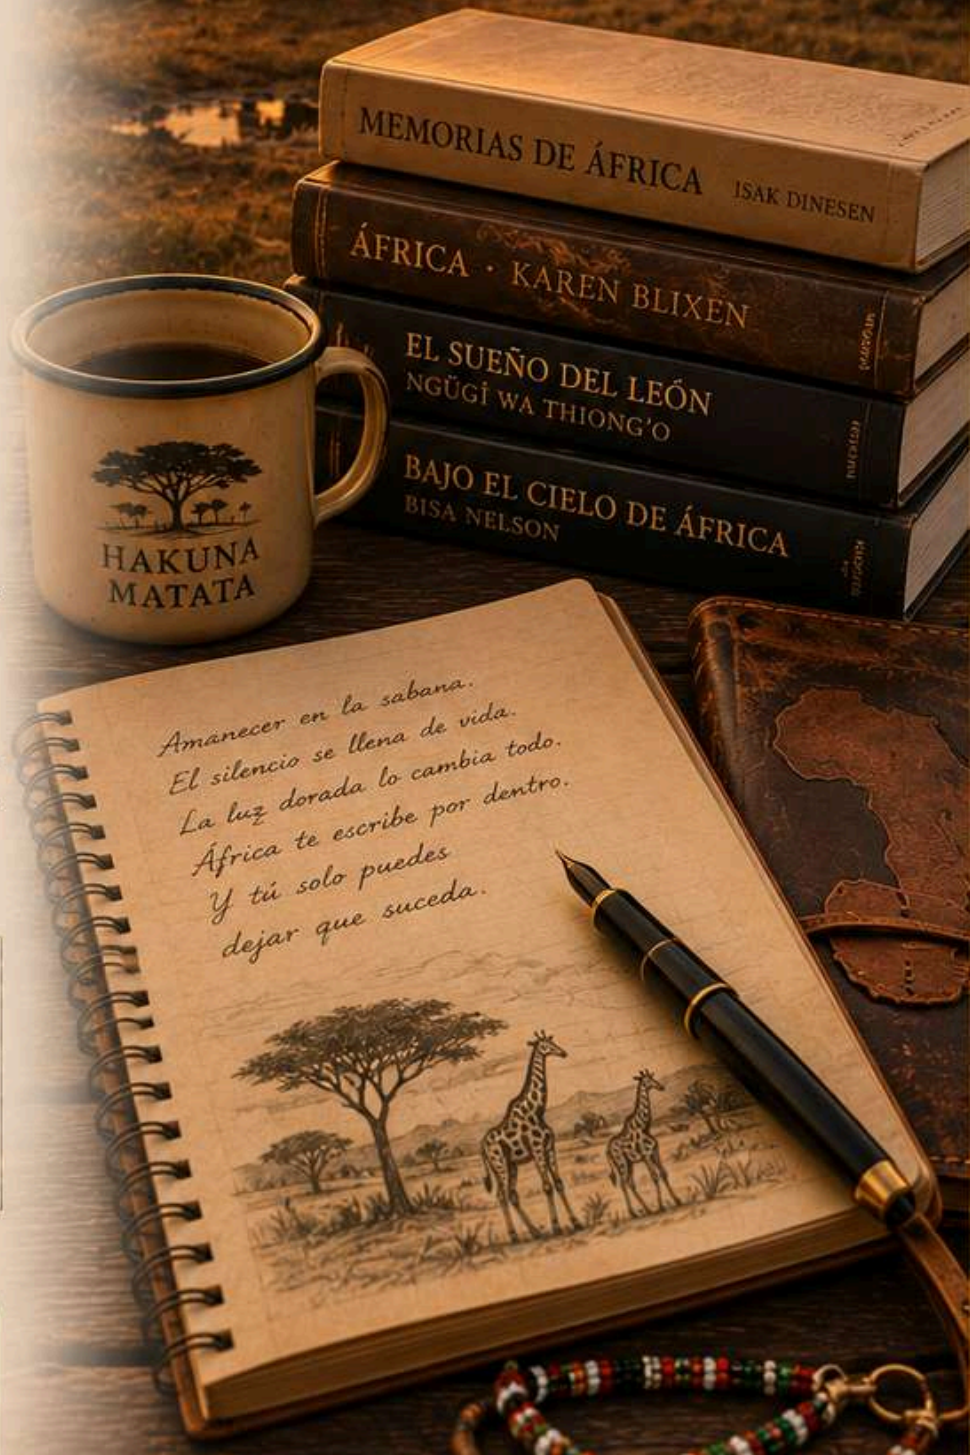 MEMORIAS DE ÁFRICA ISAK DINESEN
ÁFRICA · KAREN BLIXEN
EL SUEÑO DEL LEÓN
NGŨGĨ WA THIONG'O
BAJO EL CIELO DE ÁFRICA
BISA NELSON
HAKUNA
MATATA
Amanecer en la sabana.
El silencio se llena de vida.
La luz dorada lo cambia todo.
África te escribe por dentro.
Y tú solo puedes
dejar que suceda.